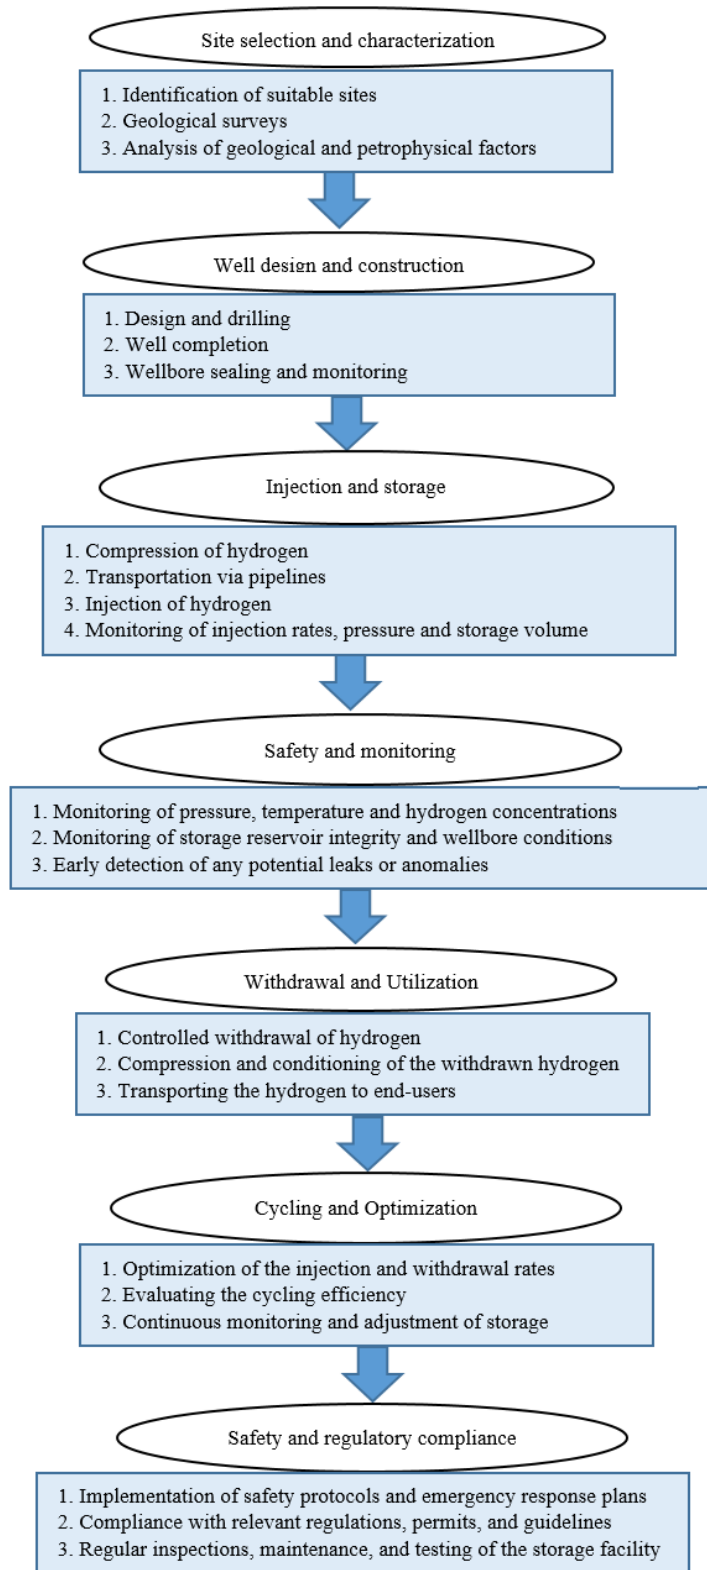 Site selection and characterization
1. Identification of suitable sites
2. Geological surveys
3. Analysis of geological and petrophysical factors
Well design and construction
1. Design and drilling
2. Well completion
3. Wellbore sealing and monitoring
Injection and storage
1. Compression of hydrogen
2. Transportation via pipelines
3. Injection of hydrogen
4. Monitoring of injection rates, pressure and storage volume
Safety and monitoring
1. Monitoring of pressure, temperature and hydrogen concentrations
2. Monitoring of storage reservoir integrity and wellbore conditions
3. Early detection of any potential leaks or anomalies
Withdrawal and Utilization
1. Controlled withdrawal of hydrogen
2. Compression and conditioning of the withdrawn hydrogen
3. Transporting the hydrogen to end-users
Cycling and Optimization
1. Optimization of the injection and withdrawal rates
2. Evaluating the cycling efficiency
3. Continuous monitoring and adjustment of storage
Safety and regulatory compliance
1. Implementation of safety protocols and emergency response plans
2. Compliance with relevant regulations, permits, and guidelines
3. Regular inspections, maintenance, and testing of the storage facility